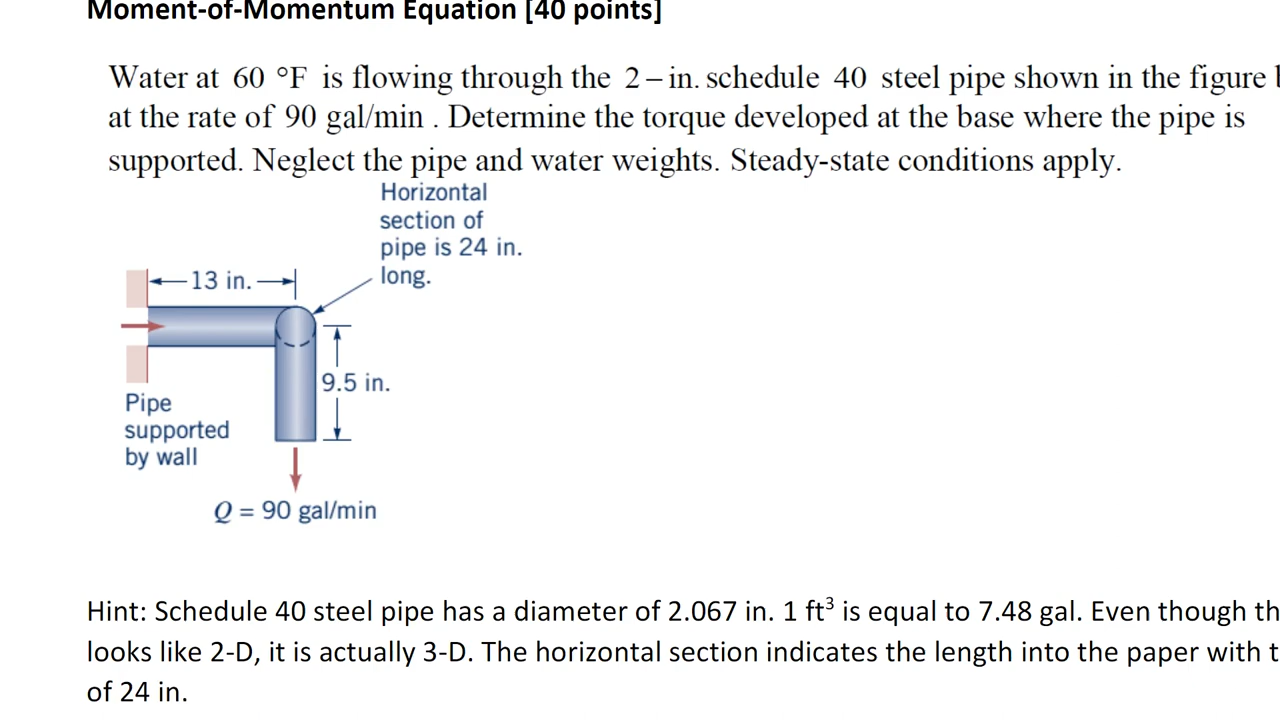 Moment-of-Momentum Equation [40 points]
Water at 60 °F is flowing through the 2 – in. schedule 40 steel pipe shown in the figure
at the rate of 90 gal/min . Determine the torque developed at the base where the pipe is
supported. Neglect the pipe and water weights. Steady-state conditions apply.
Horizontal
section of
pipe is 24 in.
long.
13 in.
9.5 in.
Pipe
supported
by wall
Q = 90 gal/min
Hint: Schedule 40 steel pipe has a diameter of 2.067 in. 1 ft³ is equal to 7.48 gal. Even though th
looks like 2-D, it is actually 3-D. The horizontal section indicates the length into the paper with t
of 24 in.